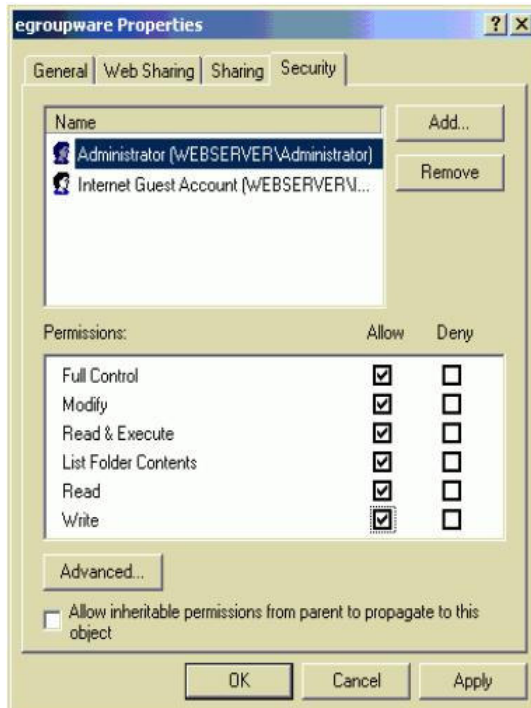 egroupware Properties
General Web Sharing Sharing Security
Name
Add...
Administrator (WEBSERVER\Administrator)
Internet Guest Account (WEBSERVER\I...
Remove
Permissions: Allow Deny
Full Control
Modify
Read & Execute
List Folder Contents
Read
Write
Advanced...
Allow inheritable permissions from parent to propagate to this
object
OK Cancel Apply